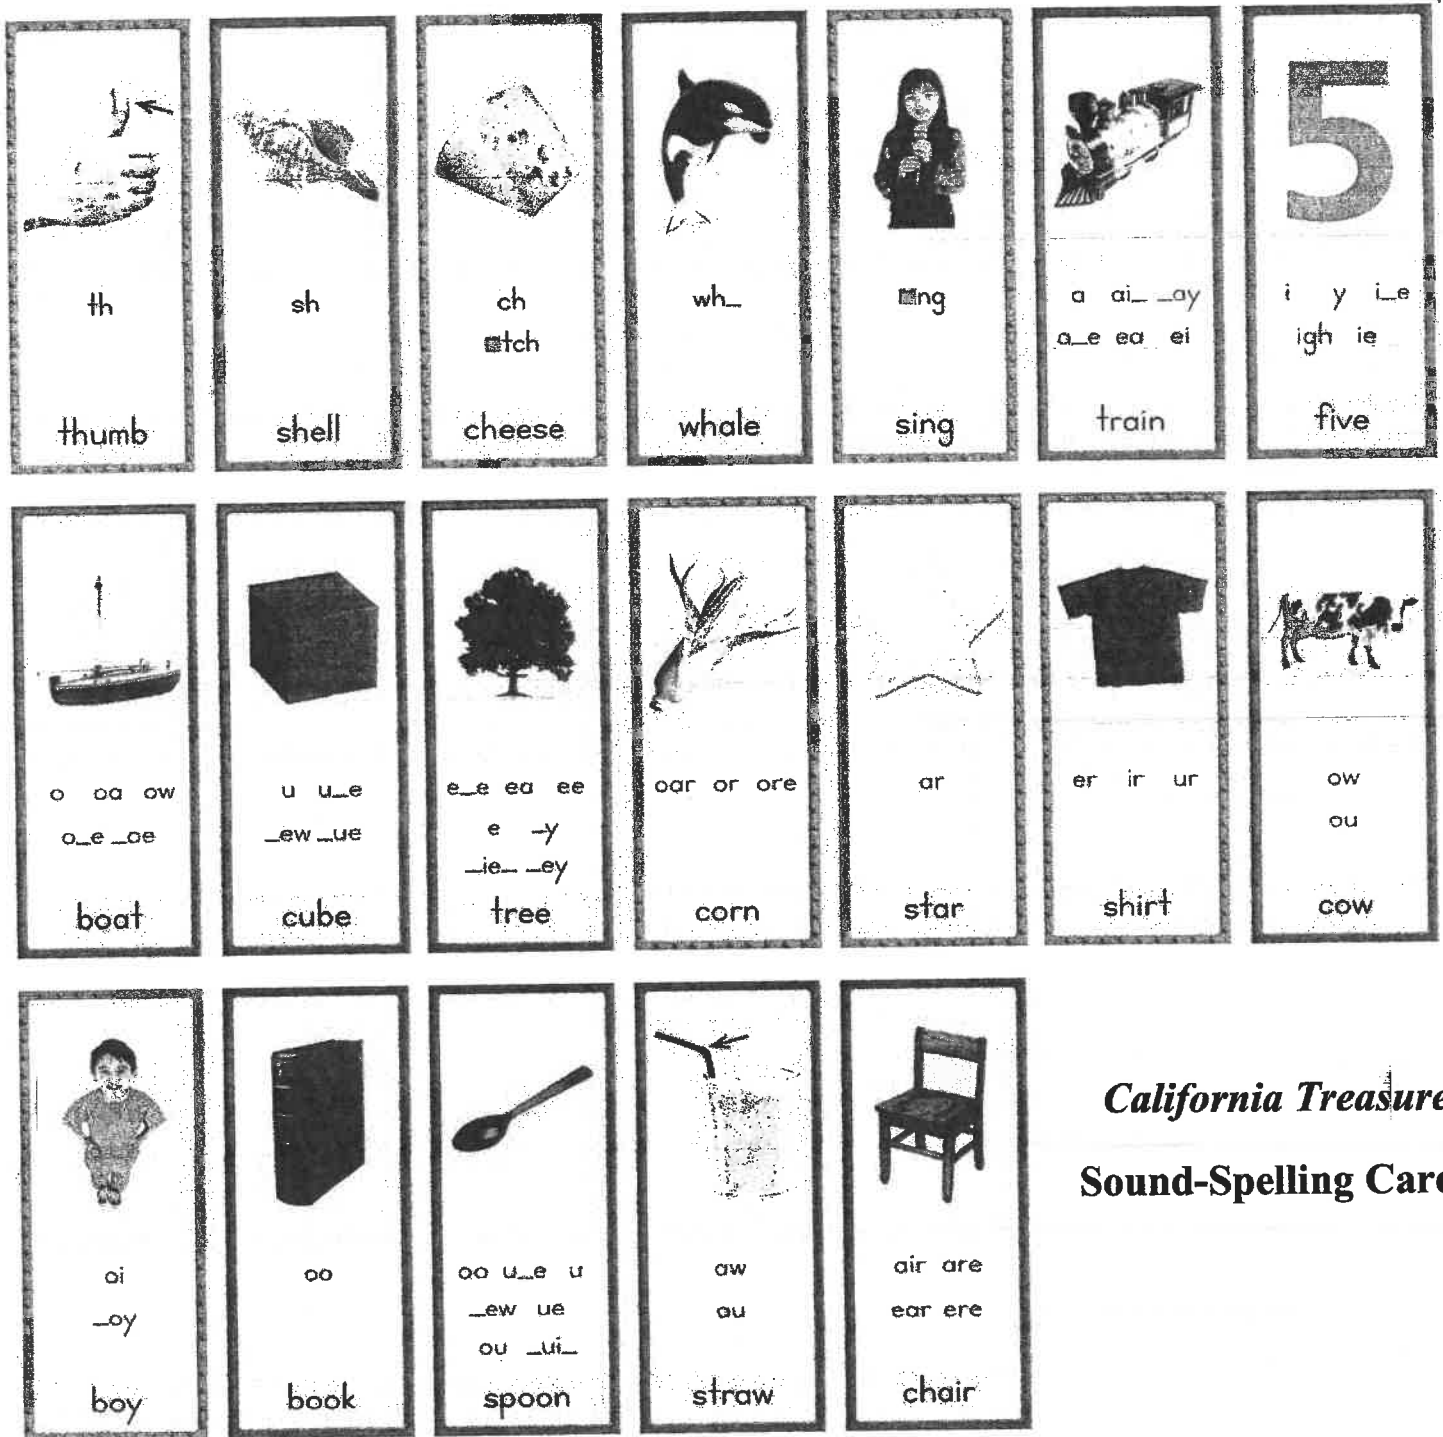 5
th
thumb
sh
shell
ch
tch
cheese
wh_
whale
ng
sing
a ai_ _ay
a_e ea ei
train
i y i_e
igh ie
five
o oa ow
o_e _oe
boat
u u_e
_ew _ue
cube
e_e ea ee
e _y
_ie_ _ey
tree
oar or ore
corn
ar
star
er ir ur
shirt
ow
ou
cow
oi
_oy
boy
oo
book
oo u_e u
_ew ue
ou _ui_
spoon
aw
au
straw
air are
ear ere
chair
California Treasure
Sound-Spelling Car